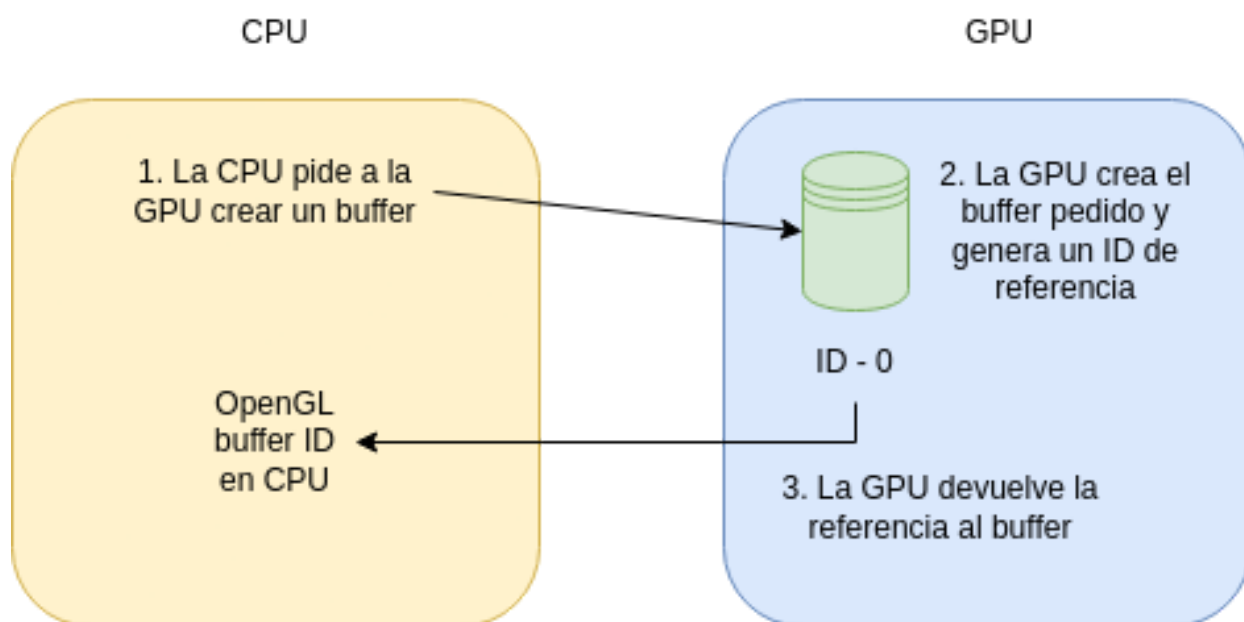 CPU
GPU
1. La CPU pide a la
GPU crear un buffer
2. La GPU crea el
buffer pedido y
genera un ID de
referencia
ID - 0
OpenGL
buffer ID
en CPU
3. La GPU devuelve la
referencia al buffer